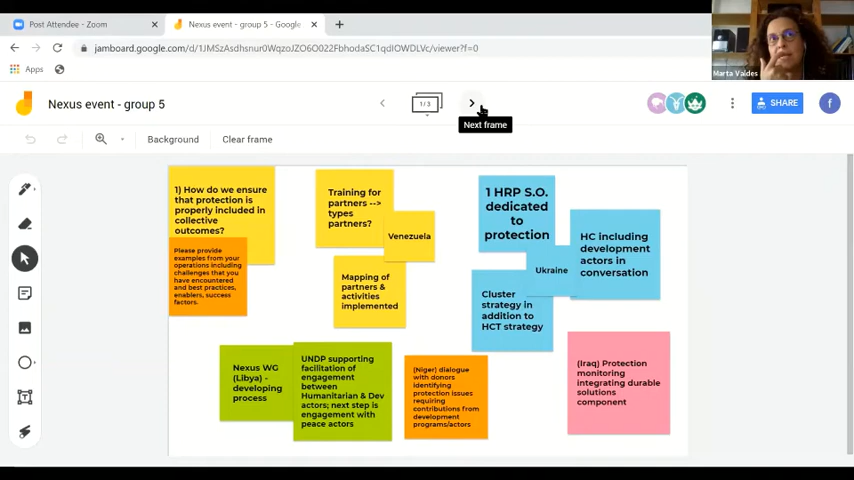 Post Attendee - Zoom
Nexus event - group 5 - Google
jamboard.google.com/d/1JMSzAsdhsnur0WqzoJZO6O022FbhodaSC1qdIOWDLVc/viewer?f=0
Apps
Marta Valdes
Nexus event - group 5
1/3
SHARE
f
Next frame
Background
Clear frame
1) How do we ensure
that protection is
properly included in
collective
outcomes?
Please provide
examples from your
operations including
challenges that you
have encountered
and best practices,
enablers, success
factors.
Training for
partners -->
types
partners?
Venezuela
Mapping of
partners &
activities
implemented
1 HRP S.O.
dedicated
to
protection
HC including
development
actors in
conversation
Ukraine
Cluster
strategy in
addition to
HCT strategy
Nexus WG
(Libya) -
developing
process
UNDP supporting
facilitation of
engagement
between
Humanitarian & Dev
actors; next step is
engagement with
peace actors
(Niger) dialogue
with donors
identifying
protection issues
requiring
contributions from
development
programs/actors
(Iraq) Protection
monitoring
integrating durable
solutions
component